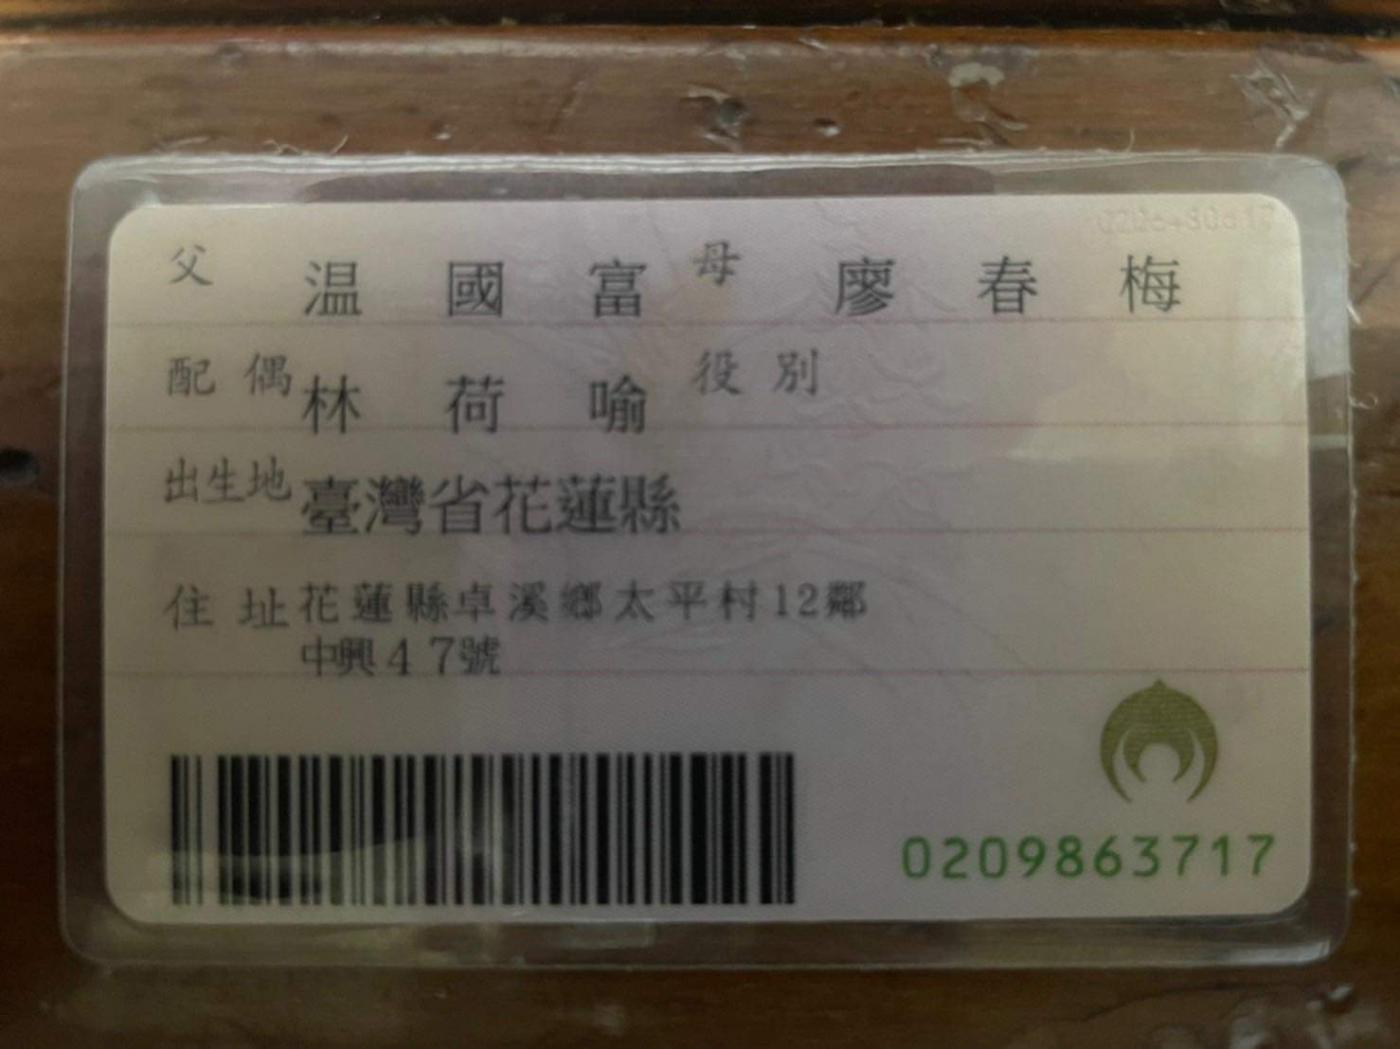 父 温國富 母 廖春梅
配偶 林荷喻 役別
出生地 臺灣省花蓮縣
住址 花蓮縣卓溪鄉太平村12鄰
中興47號
0209863717